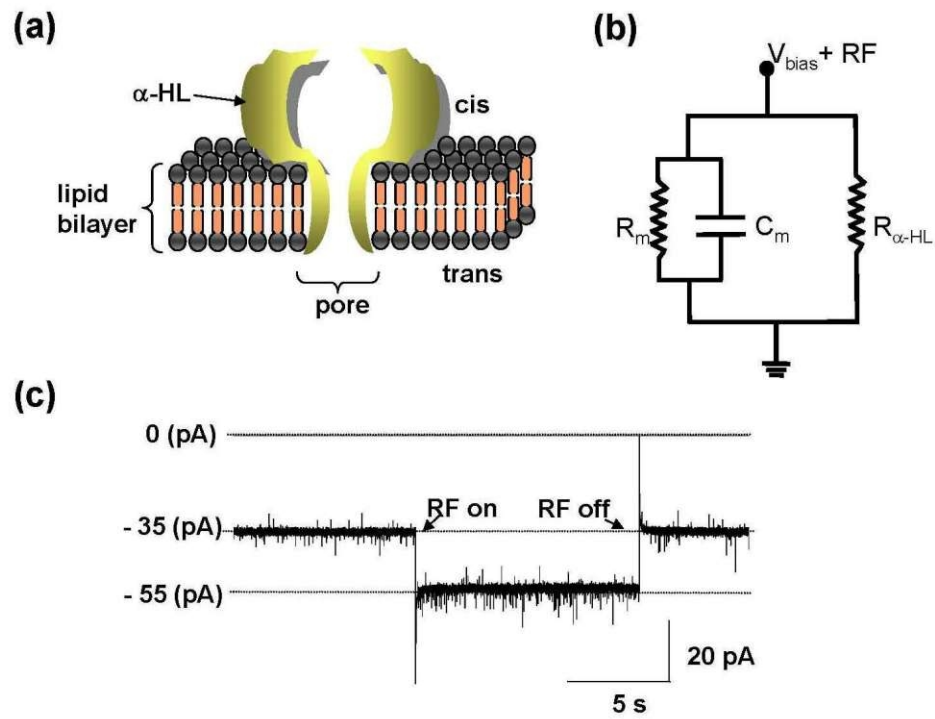 (a)
α-HL
cis
lipid
bilayer
trans
pore
(b)
Vbias+ RF
Rm
Cm
Rα-HL
(c)
0 (pA)
RF on
RF off
- 35 (pA)
- 55 (pA)
20 pA
5 s